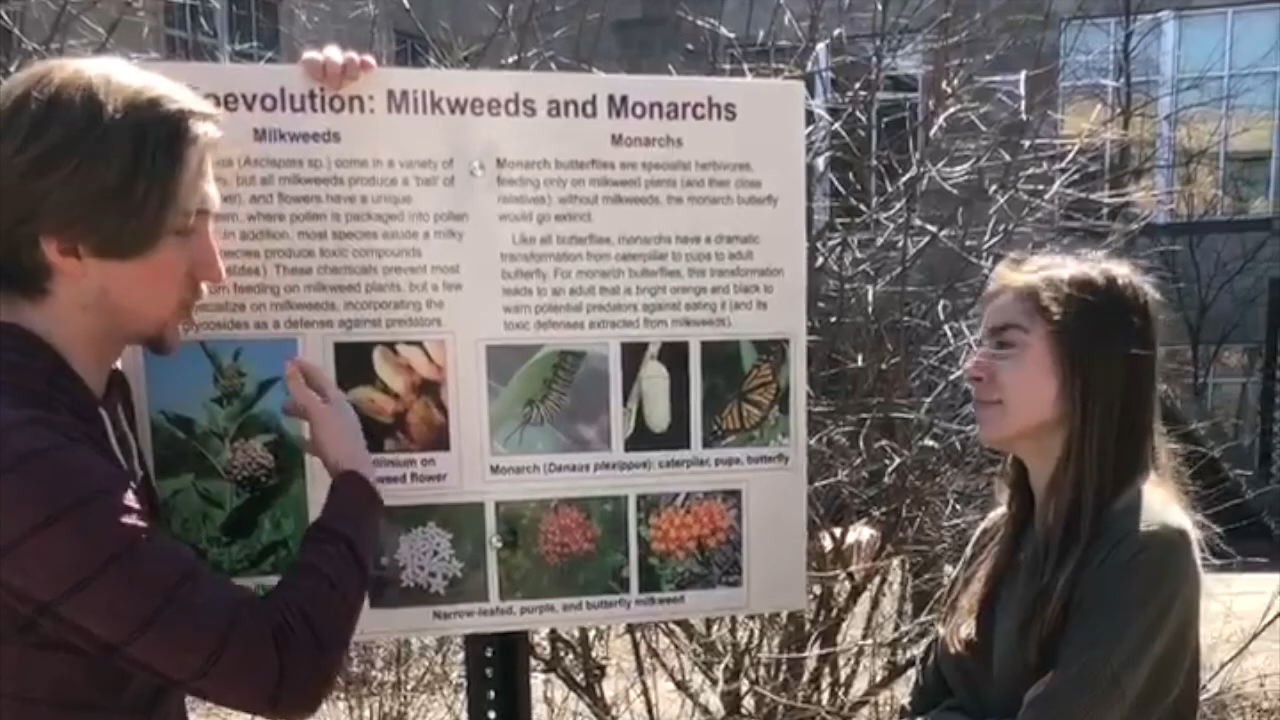 oevolution: Milkweeds and Monarchs
Milkweeds
(Asclepias sp.) come in a variety of
but all milkweeds produce a 'ball' of
and flowers have a unique
where pollen is packaged into pollen
In addition, most species exude a milky
species produce toxic compounds
These chemicals prevent most
from feeding on milkweed plants, but a few
specialize on milkweeds, incorporating the
glycosides as a defense against predators.
on
weed flower
Monarchs
Monarch butterflies are specialist herbivores,
feeding only on milkweed plants (and their close
relatives): without milkweeds, the monarch butterfly
would go extinct.
Like all butterflies, monarchs have a dramatic
transformation from caterpillar to pupa to adult
butterfly. For monarch butterflies, this transformation
leads to an adult that is bright orange and black to
warn potential predators against eating it (and its
toxic defenses extracted from milkweeds).
Monarch (Danaus plexippus): caterpillar, pupa, butterfly
Narrow-leafed, purple, and butterfly milkweed